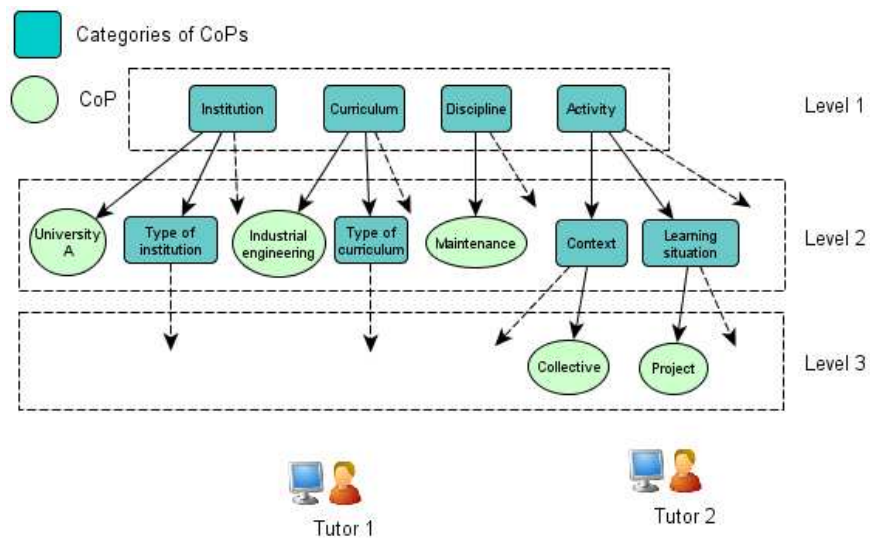 Categories of CoPs
CoP
Institution
Curriculum
Discipline
Activity
Level 1
University
A
Type of
institution
Industrial
engineering
Type of
curriculum
Maintenance
Context
Learning
situation
Level 2
Collective
Project
Level 3
Tutor 1
Tutor 2